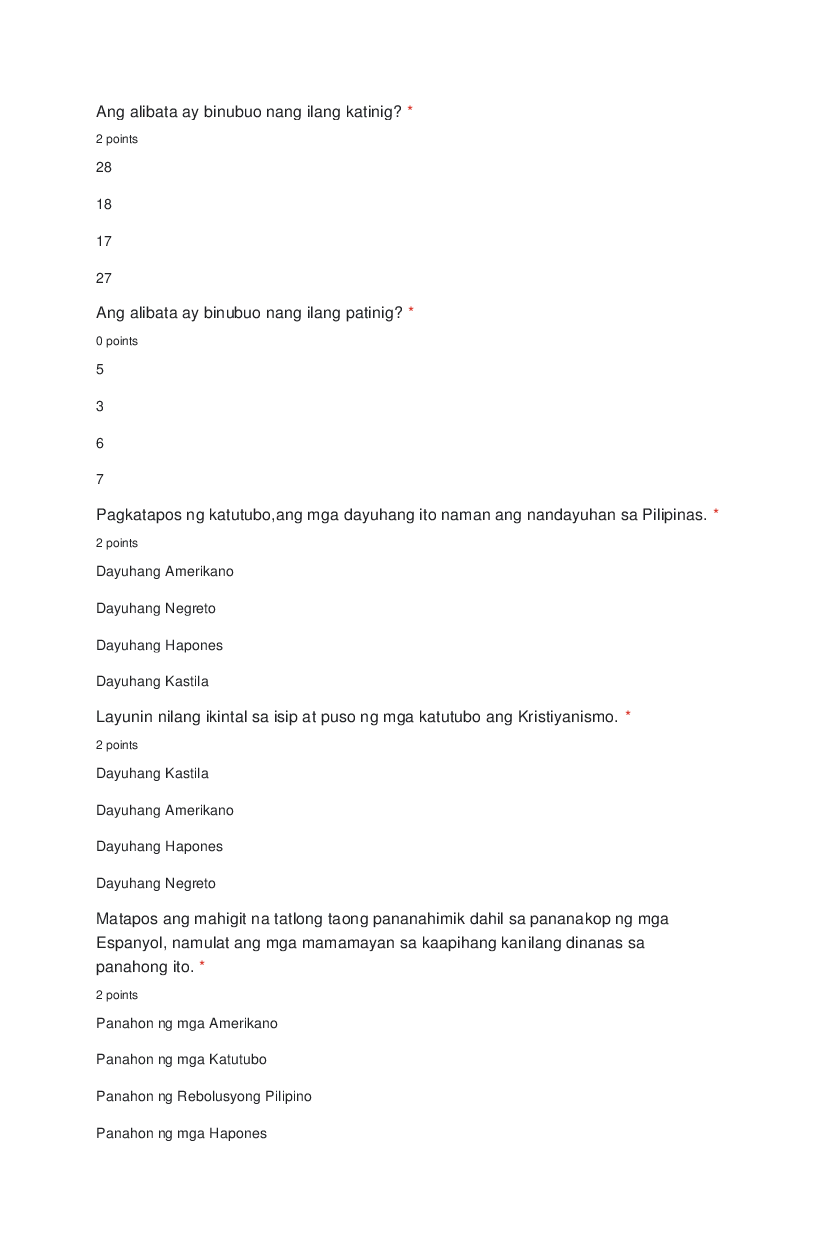 Ang alibata ay binubuo nang ilang katinig? *
2 points
28
18
17
27
Ang alibata ay binubuo nang ilang patinig? *
0 points
5
3
6
7
Pagkatapos ng katutubo,ang mga dayuhang ito naman ang nandayuhan sa Pilipinas. *
2 points
Dayuhang Amerikano
Dayuhang Negreto
Dayuhang Hapones
Dayuhang Kastila
Layunin nilang ikintal sa isip at puso ng mga katutubo ang Kristiyanismo. *
2 points
Dayuhang Kastila
Dayuhang Amerikano
Dayuhang Hapones
Dayuhang Negreto
Matapos ang mahigit na tatlong taong pananahimik dahil sa pananakop ng mga
Espanyol, namulat ang mga mamamayan sa kaapihang kanilang dinanas sa
panahong ito. *
2 points
Panahon ng mga Amerikano
Panahon ng mga Katutubo
Panahon ng Rebolusyong Pilipino
Panahon ng mga Hapones